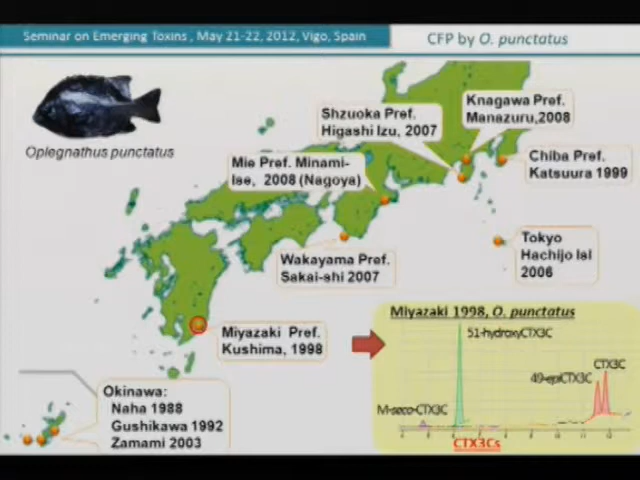 Seminar on Emerging Toxins , May 21-22, 2012, Vigo, Spain
CFP by O. punctatus
Oplegnathus punctatus
Shzuoka Pref.
Higashi Izu, 2007
Knagawa Pref.
Manazuru,2008
Mie Pref. Minami-
Ise, 2008 (Nagoya)
Chiba Pref.
Katsuura 1999
Wakayama Pref.
Sakai-shi 2007
Tokyo
Hachijo Isl
2006
Miyazaki Pref.
Kushima, 1998
Okinawa:
Naha 1988
Gushikawa 1992
Zamami 2003
Miyazaki 1998, O. punctatus
51-hydroxyCTX3C
CTX3C
49-epiCTX3C
M-seco-CTX3C
CTX3Cs